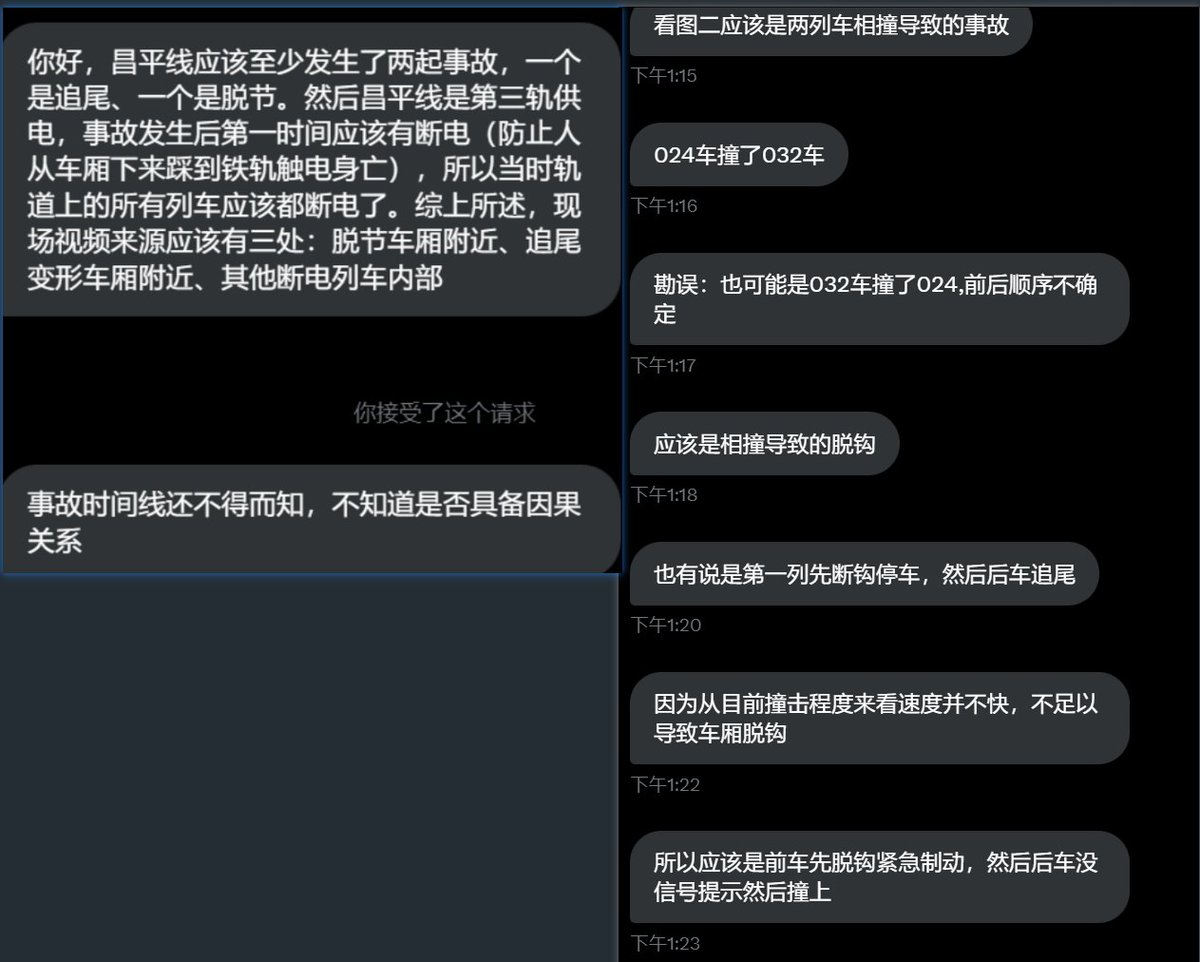 你好，昌平线应该至少发生了两起事故，一个
是追尾、一个是脱节。然后昌平线是第三轨供
电，事故发生后第一时间应该有断电（防止人
从车厢下来踩到铁轨触电身亡），所以当时轨
道上的所有列车应该都断电了。综上所述，现
场视频来源应该有三处：脱节车厢附近、追尾
变形车厢附近、其他断电列车内部
你接受了这个请求
事故时间线还不得而知，不知道是否具备因果
关系
看图二应该是两列车相撞导致的事故
下午1:15
024车撞了032车
下午1:16
勘误：也可能是032车撞了024,前后顺序不确
定
下午1:17
应该是相撞导致的脱钩
下午1:18
也有说是第一列先断钩停车，然后后车追尾
下午1:20
因为从目前撞击程度来看速度并不快，不足以
导致车厢脱钩
下午1:22
所以应该是前车先脱钩紧急制动，然后后车没
信号提示然后撞上
下午1:23